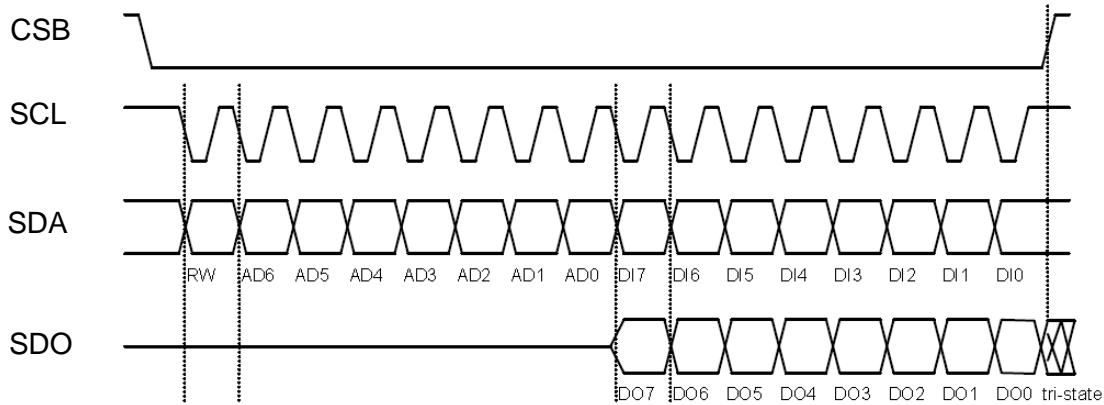 CSB
SCL
SDA
RW AD6 AD5 AD4 AD3 AD2 AD1 AD0 DI7 DI6 DI5 DI4 DI3 DI2 DI1 DI0
SDO
DO7 DO6 DO5 DO4 DO3 DO2 DO1 DO0 tri-state